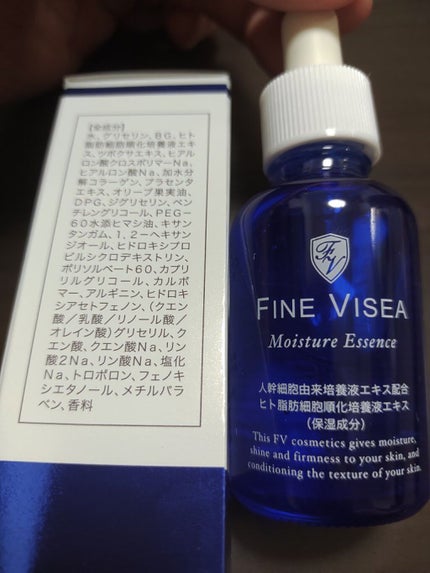 【全成分】
水、グリセリン、BG、ヒト
脂肪細胞順化培養液エキ
ス、ツボクサエキス、ヒアル
ロン酸クロスポリマーNa、
ヒアルロン酸Na、加水分
解コラーゲン、プラセンタ
エキス、オリーブ果実油、
DPG、ジグリセリン、ペン
チレングリコール、PEG-
60水添ヒマシ油、キサン
タンガム、1,2-ヘキサン
ジオール、ヒドロキシプロ
ピルシクロデキストリン、
ポリソルベート60、カプリ
リルグリコール、カルボ
マー、アルギニン、ヒドロキ
シアセトフェノン、(クエン
酸/乳酸/リノール酸/
オレイン酸)グリセリル、ク
エン酸、クエン酸Na、リン
酸2Na、リン酸Na、塩化
Na、トロポロン、フェノキ
シエタノール、メチルパラ
ベン、香料
FV
FINE VISEA
Moisture Essence
人幹細胞由来培養液エキス配合
ヒト脂肪細胞順化培養液エキス
(保湿成分)
This FV cosmetics gives moisture,
shine and firmness to your skin, and
conditioning the texture of your skin.